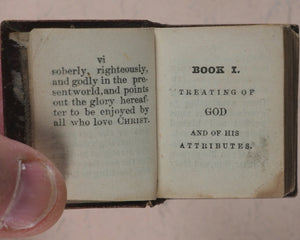 vi
soberly, righteously,
and godly in the pre-
sent world, and points
out the glory hereaf-
ter to be enjoyed by
all who love CHRIST.
BOOK I.
TREATING OF
GOD
AND OF HIS
ATTRIBUTES.